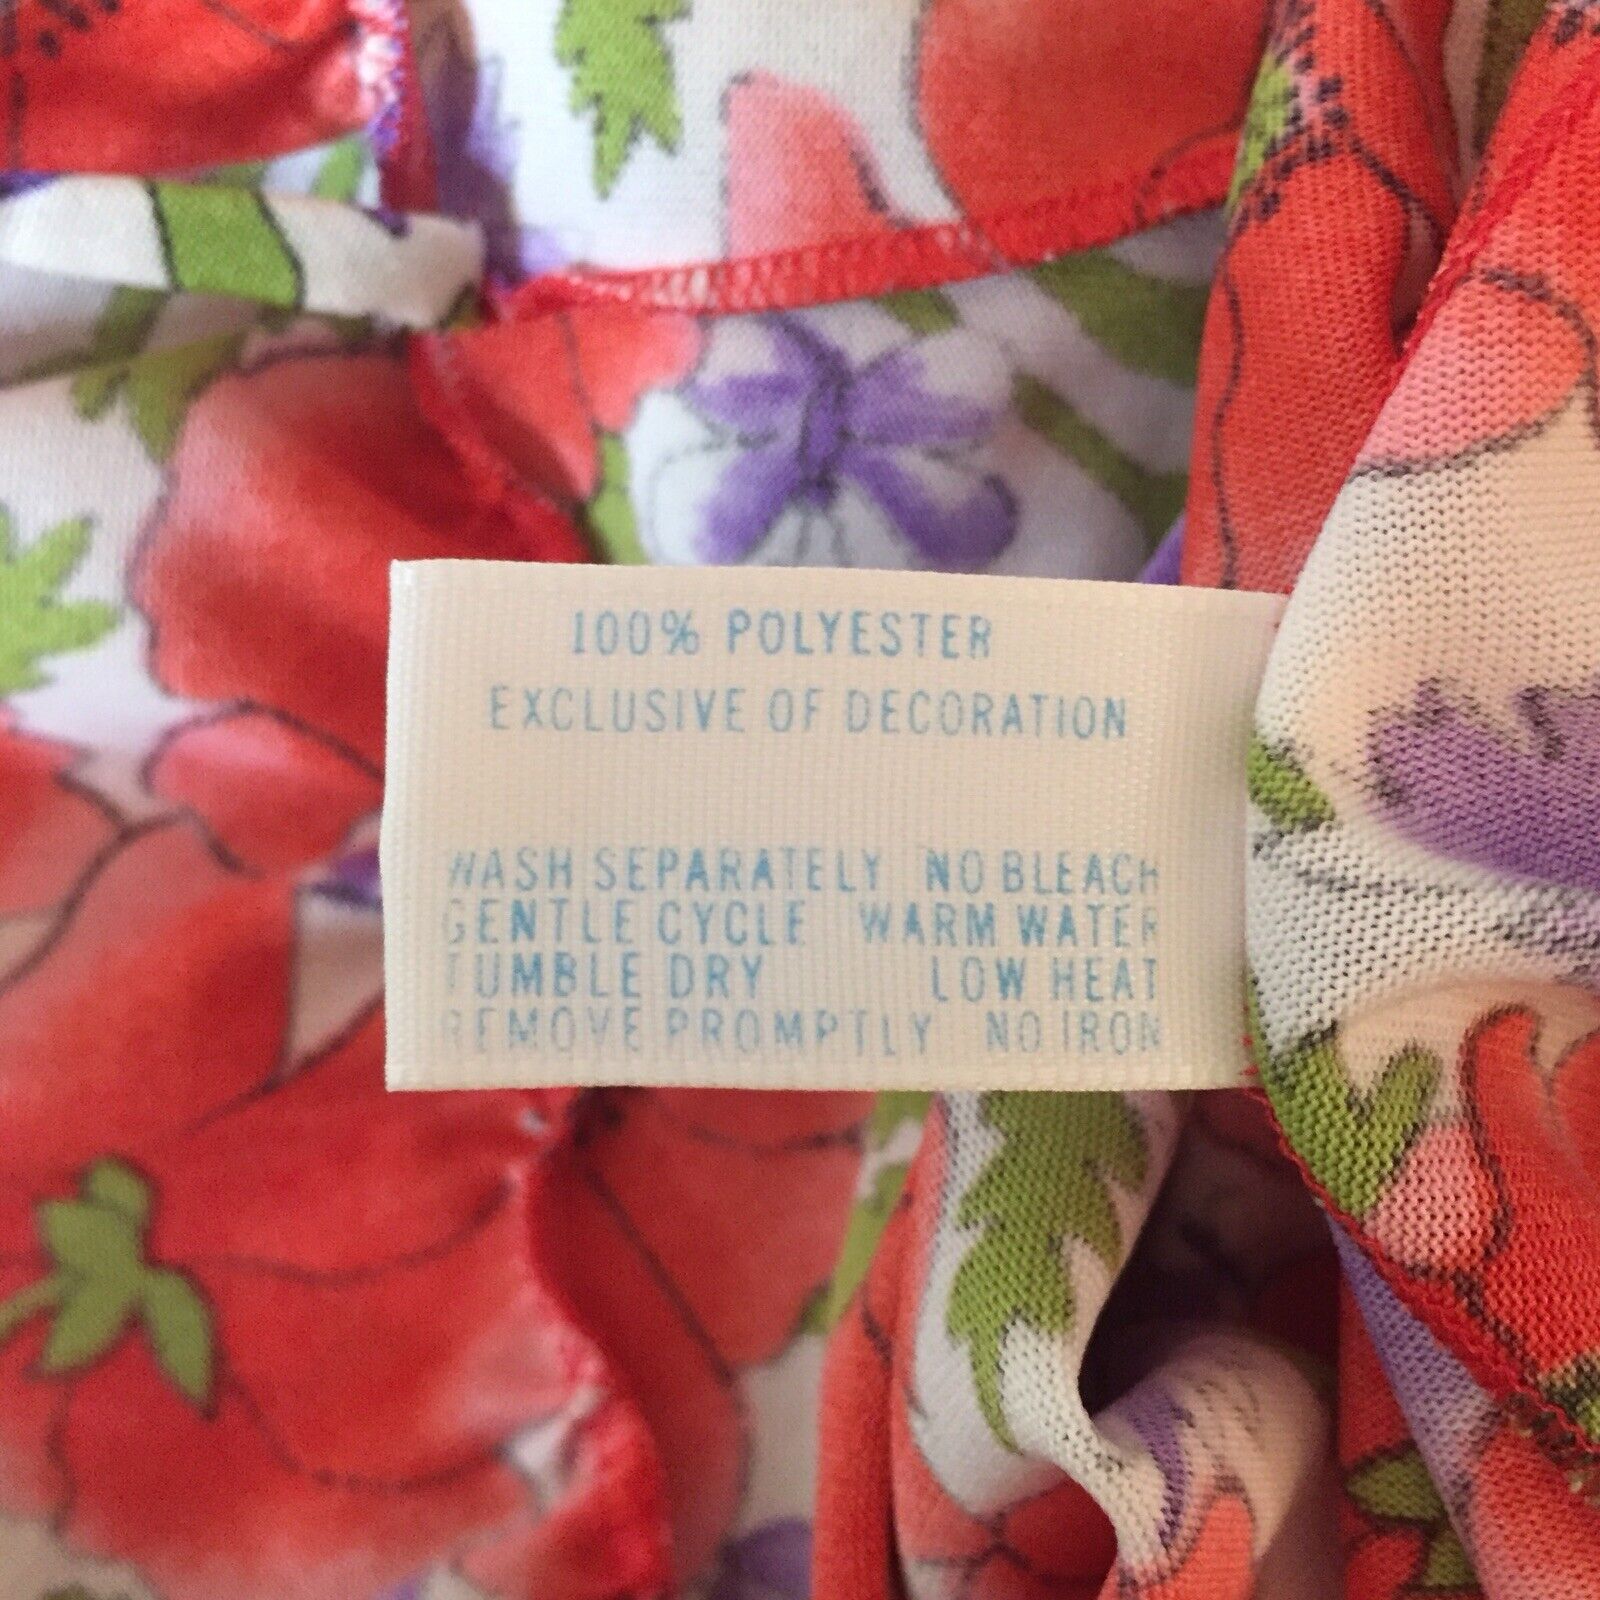 100% POLYESTER
EXCLUSIVE OF DECORATION
WASH SEPARATELY NO BLEACH
GENTLE CYCLE WARM WATER
TUMBLE DRY LOW HEAT
REMOVE PROMPTLY NO IRON